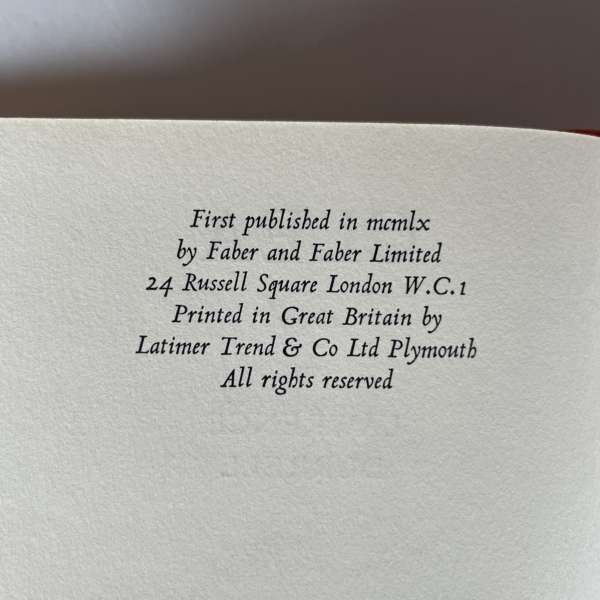 First published in mcmlx
by Faber and Faber Limited
24 Russell Square London W.C.1
Printed in Great Britain by
Latimer Trend & Co Ltd Plymouth
All rights reserved